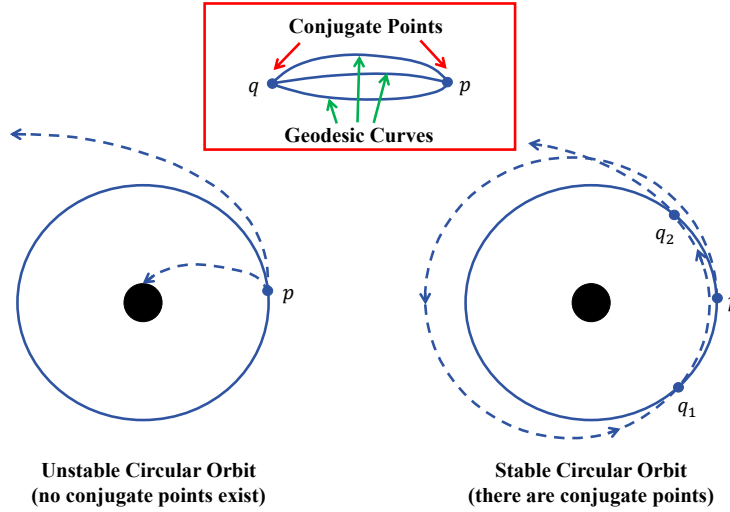 Conjugate Points
q
p
Geodesic Curves
p
q₂
q₁
Unstable Circular Orbit
(no conjugate points exist)
Stable Circular Orbit
(there are conjugate points)